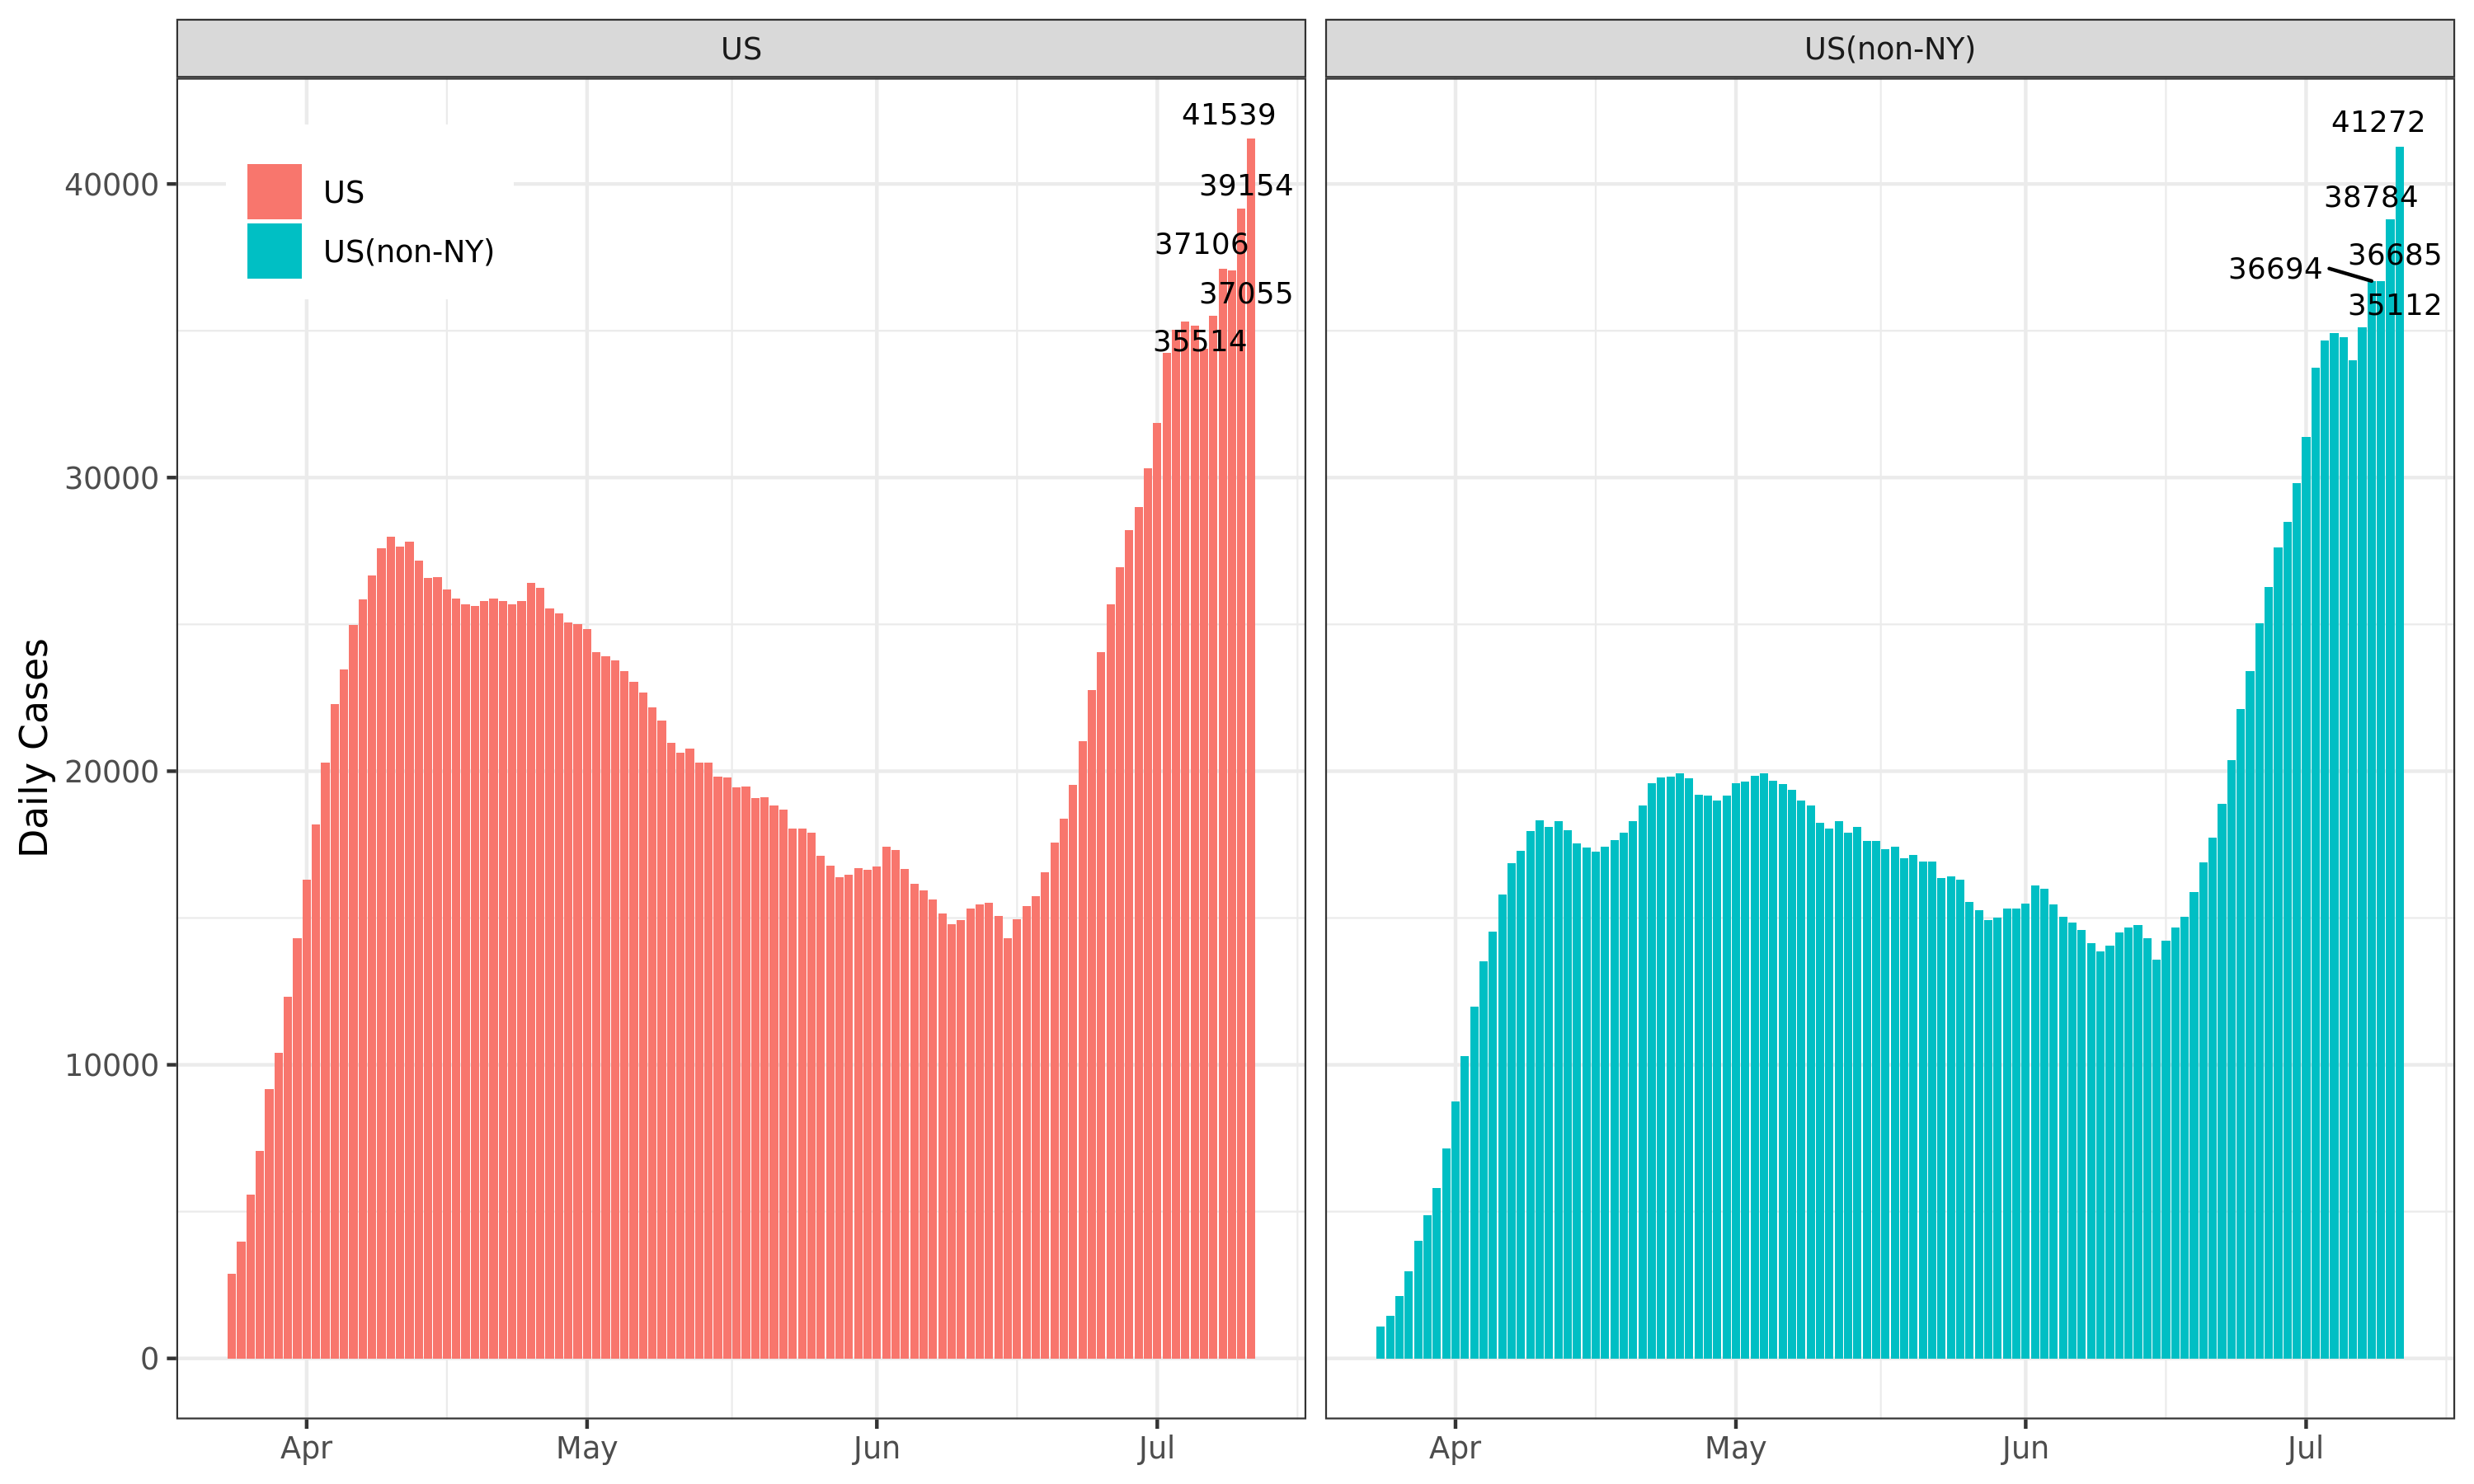 US
US(non-NY)
41539
39154
37106
37055
35514
41272
38784
36685
36694
35112
US
US(non-NY)
Daily Cases
40000
30000
20000
10000
0
Apr
May
Jun
Jul
Apr
May
Jun
Jul